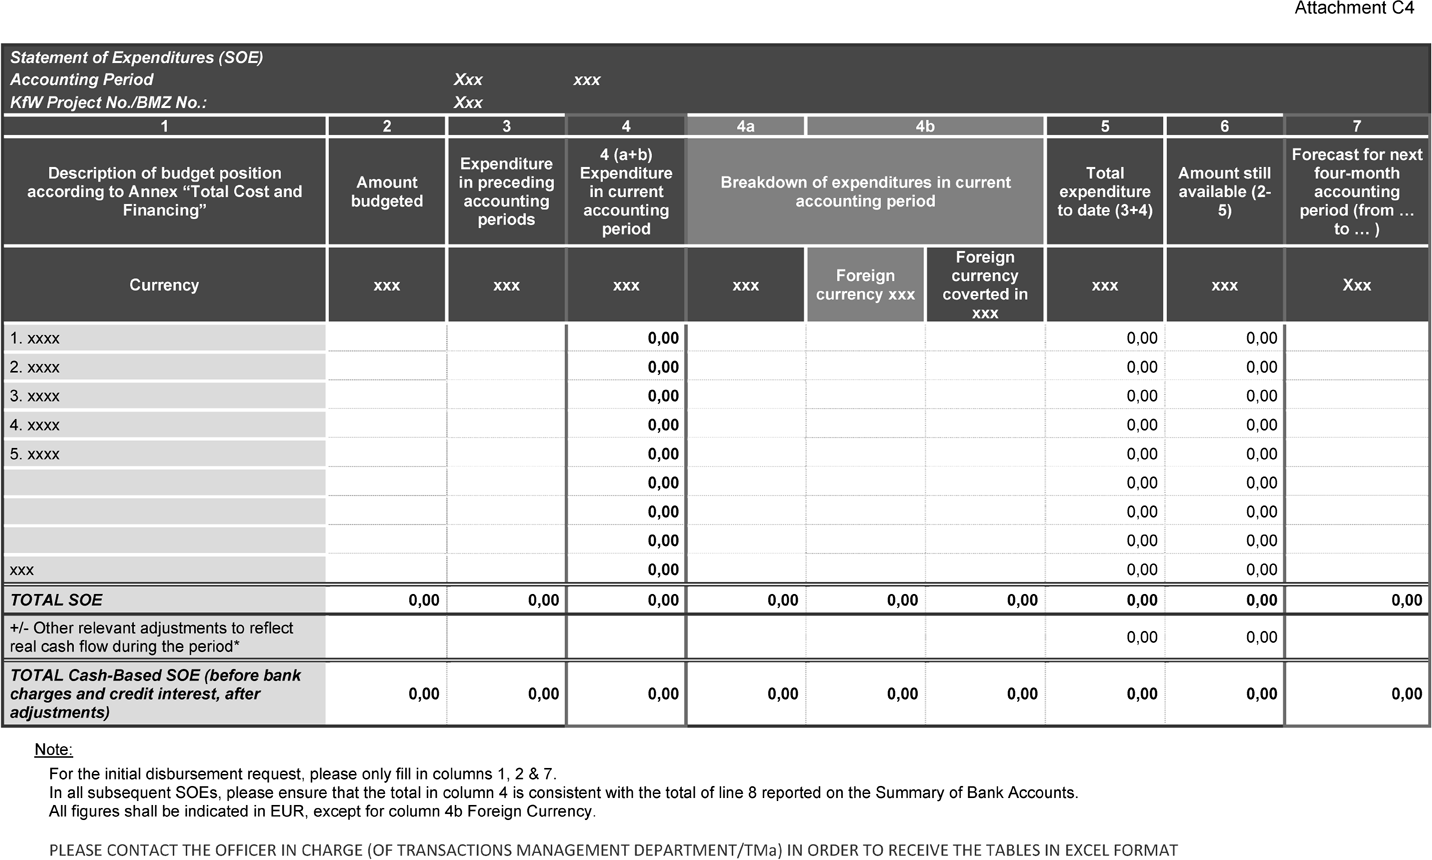 Attachment C4
Statement of Expenditures (SOE)
Accounting Period Xxx xxx
KfW Project No./BMZ No.: Xxx
1 2 3 4 4a 4b 5 6 7
Description of budget position
according to Annex “Total Cost and
Financing”
Amount
budgeted
Expenditure
in preceding
accounting
periods
4 (a+b)
Expenditure
in current
accounting
period
Breakdown of expenditures in current
accounting period
Total
expenditure
to date (3+4)
Amount still
available (2-
5)
Forecast for next
four-month
accounting
period (from …
to … )
Currency
xxx
xxx
xxx
xxx
Foreign
currency xxx
Foreign
currency
coverted in
xxx
xxx
xxx
Xxx
1. xxxx 0,00 0,00 0,00
2. xxxx 0,00 0,00 0,00
3. xxxx 0,00 0,00 0,00
4. xxxx 0,00 0,00 0,00
5. xxxx 0,00 0,00 0,00
0,00 0,00 0,00
0,00 0,00 0,00
0,00 0,00 0,00
xxx 0,00 0,00 0,00
TOTAL SOE 0,00 0,00 0,00 0,00 0,00 0,00 0,00 0,00 0,00
+/- Other relevant adjustments to reflect
real cash flow during the period* 0,00 0,00
TOTAL Cash-Based SOE (before bank
charges and credit interest, after
adjustments) 0,00 0,00 0,00 0,00 0,00 0,00 0,00 0,00 0,00
Note:
For the initial disbursement request, please only fill in columns 1, 2 & 7.
In all subsequent SOEs, please ensure that the total in column 4 is consistent with the total of line 8 reported on the Summary of Bank Accounts.
All figures shall be indicated in EUR, except for column 4b Foreign Currency.
PLEASE CONTACT THE OFFICER IN CHARGE (OF TRANSACTIONS MANAGEMENT DEPARTMENT/TMa) IN ORDER TO RECEIVE THE TABLES IN EXCEL FORMAT